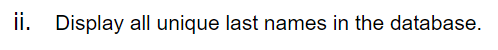 ii. Display all unique last names in the database.